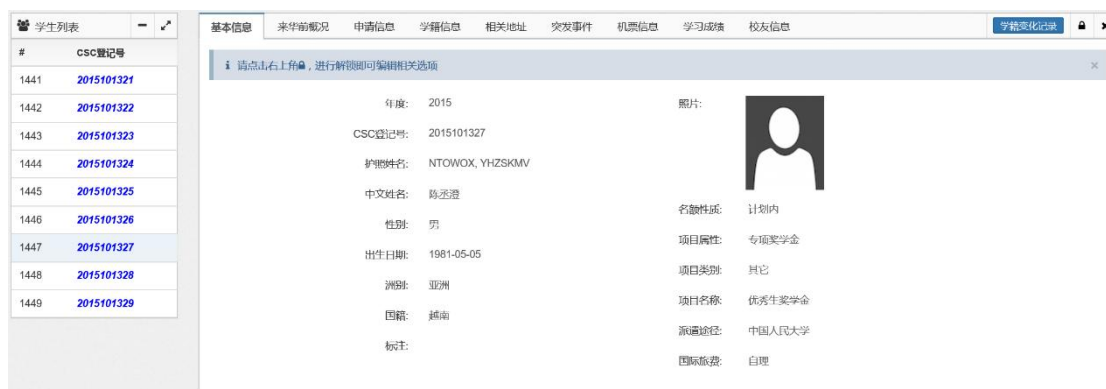 学生列表
# CSC登记号
1441 2015101321
1442 2015101322
1443 2015101323
1444 2015101324
1445 2015101325
1446 2015101326
1447 2015101327
1448 2015101328
1449 2015101329
基本信息 来华前概况 申请信息 学籍信息 相关地址 突发事件 机票信息 学习成绩 校友信息 学籍变化记录
请点击右上角，进行解锁即可编辑相关选项
年度: 2015
CSC登记号: 2015101327
护照姓名: NTOWOX, YHZSKMV
中文姓名: 陈丞澄
性别: 男
出生日期: 1981-05-05
洲别: 亚洲
国籍: 越南
标注:
照片:
名额性质: 计划内
项目属性: 专项奖学金
项目类别: 其它
项目名称: 优秀生奖学金
派遣途径: 中国人民大学
国际旅费: 自理